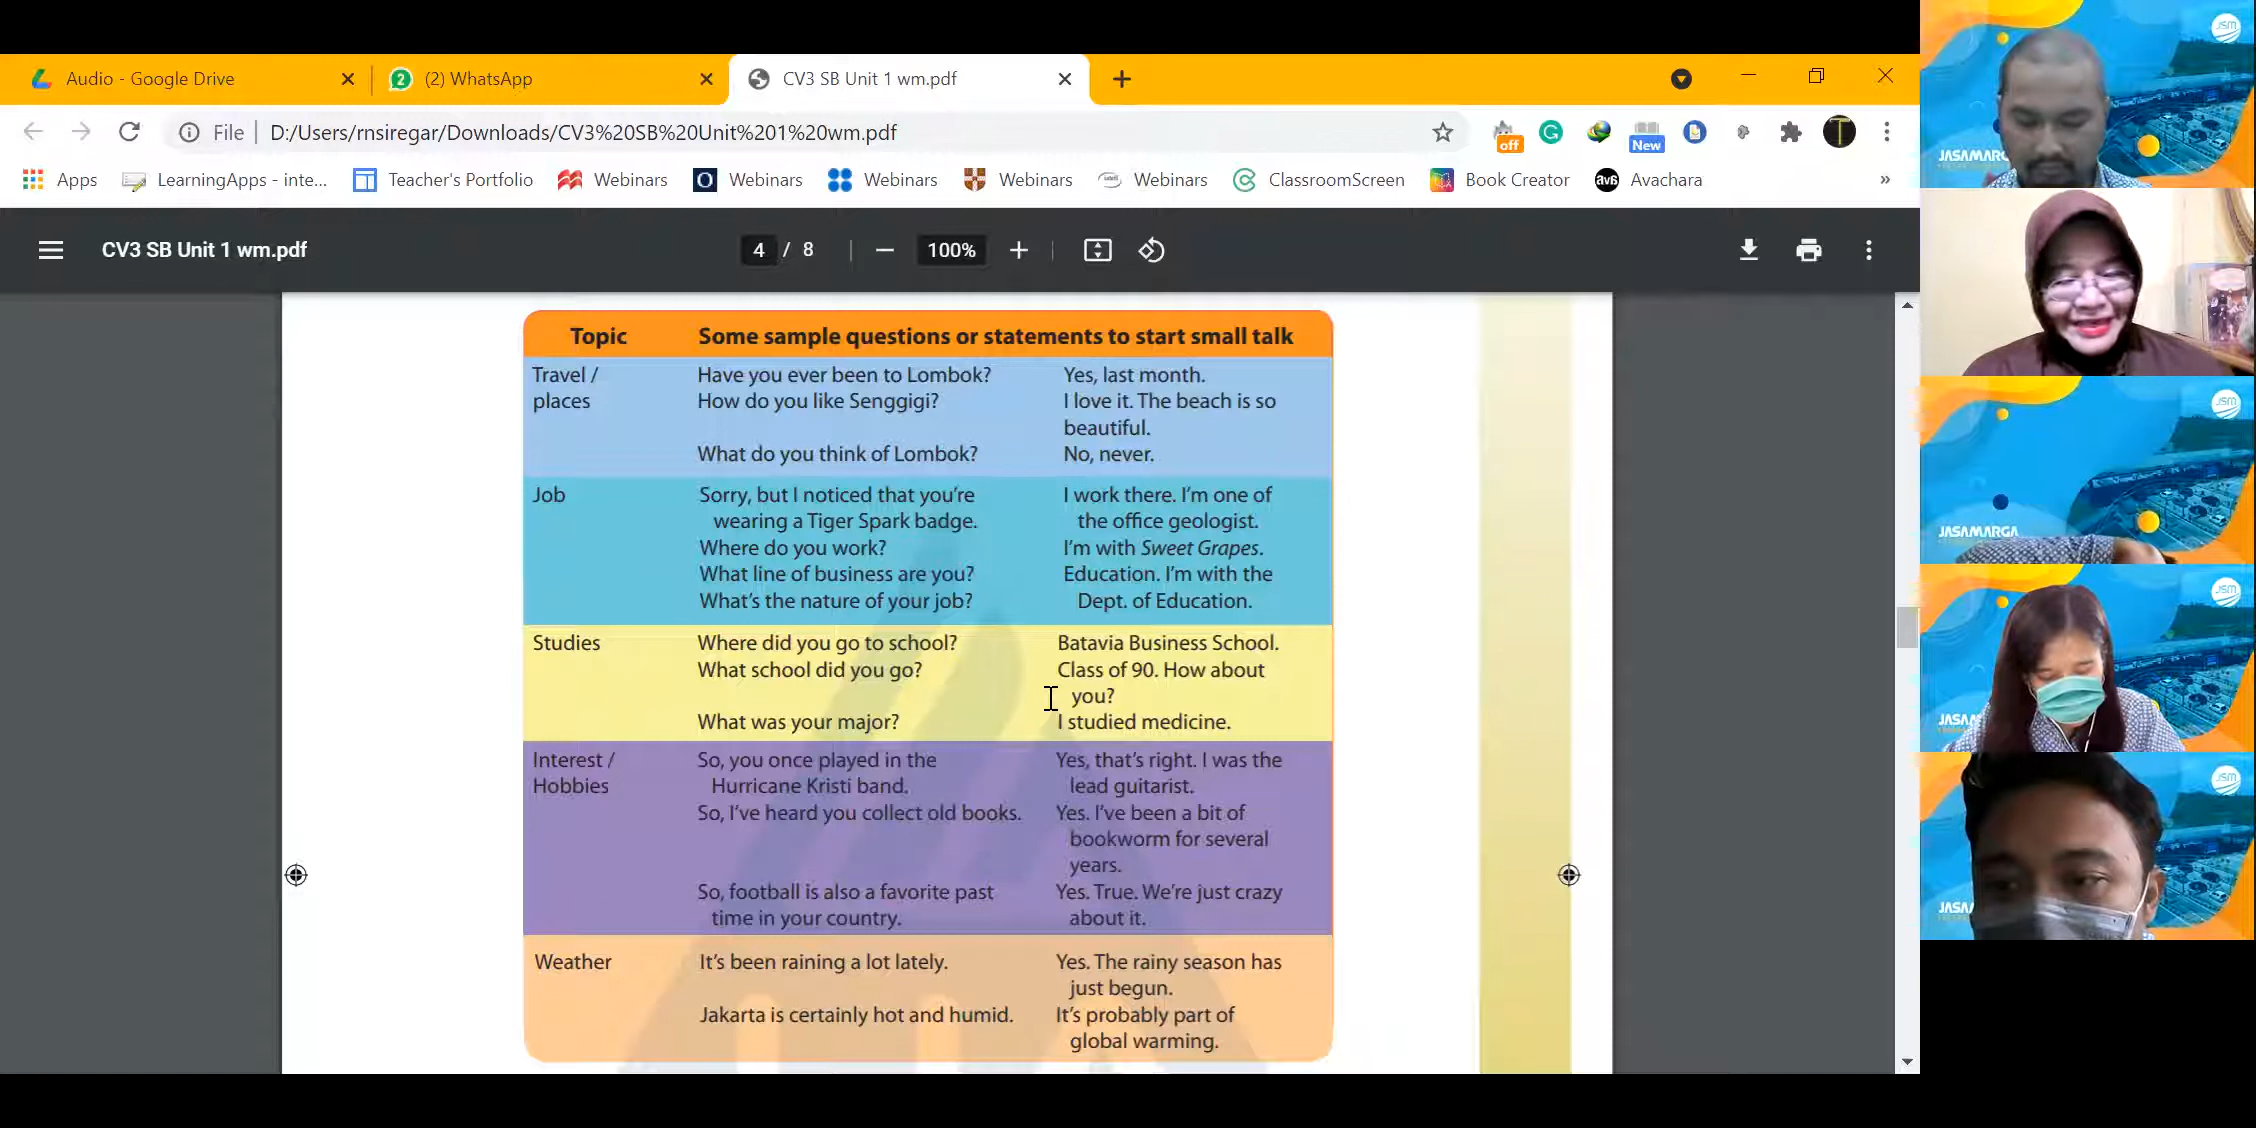 Audio - Google Drive
2 (2) WhatsApp
CV3 SB Unit 1 wm.pdf
File D:/Users/rnsiregar/Downloads/CV3%20SB%20Unit%201%20wm.pdf
off
New
T
Apps
LearningApps - inte...
Teacher's Portfolio
Webinars
Webinars
Webinars
Webinars
Webinars
ClassroomScreen
Book Creator
Avachara
»
CV3 SB Unit 1 wm.pdf
4 / 8
100%
Topic Some sample questions or statements to start small talk
Travel / Have you ever been to Lombok? Yes, last month.
places How do you like Senggigi? I love it. The beach is so
beautiful.
What do you think of Lombok? No, never.
Job Sorry, but I noticed that you're I work there. I'm one of
wearing a Tiger Spark badge. the office geologist.
Where do you work? I'm with Sweet Grapes.
What line of business are you? Education. I'm with the
What's the nature of your job? Dept. of Education.
Studies Where did you go to school? Batavia Business School.
What school did you go? Class of 90. How about
you?
What was your major? I studied medicine.
Interest / So, you once played in the Yes, that's right. I was the
Hobbies Hurricane Kristi band. lead guitarist.
So, I've heard you collect old books. Yes. I've been a bit of
bookworm for several
years.
So, football is also a favorite past Yes. True. We're just crazy
time in your country. about it.
Weather It's been raining a lot lately. Yes. The rainy season has
just begun.
Jakarta is certainly hot and humid. It's probably part of
global warming.
JSM
JASAMARG
JSM
JASAMARGA
JSM
JASAM
JSM
JASA